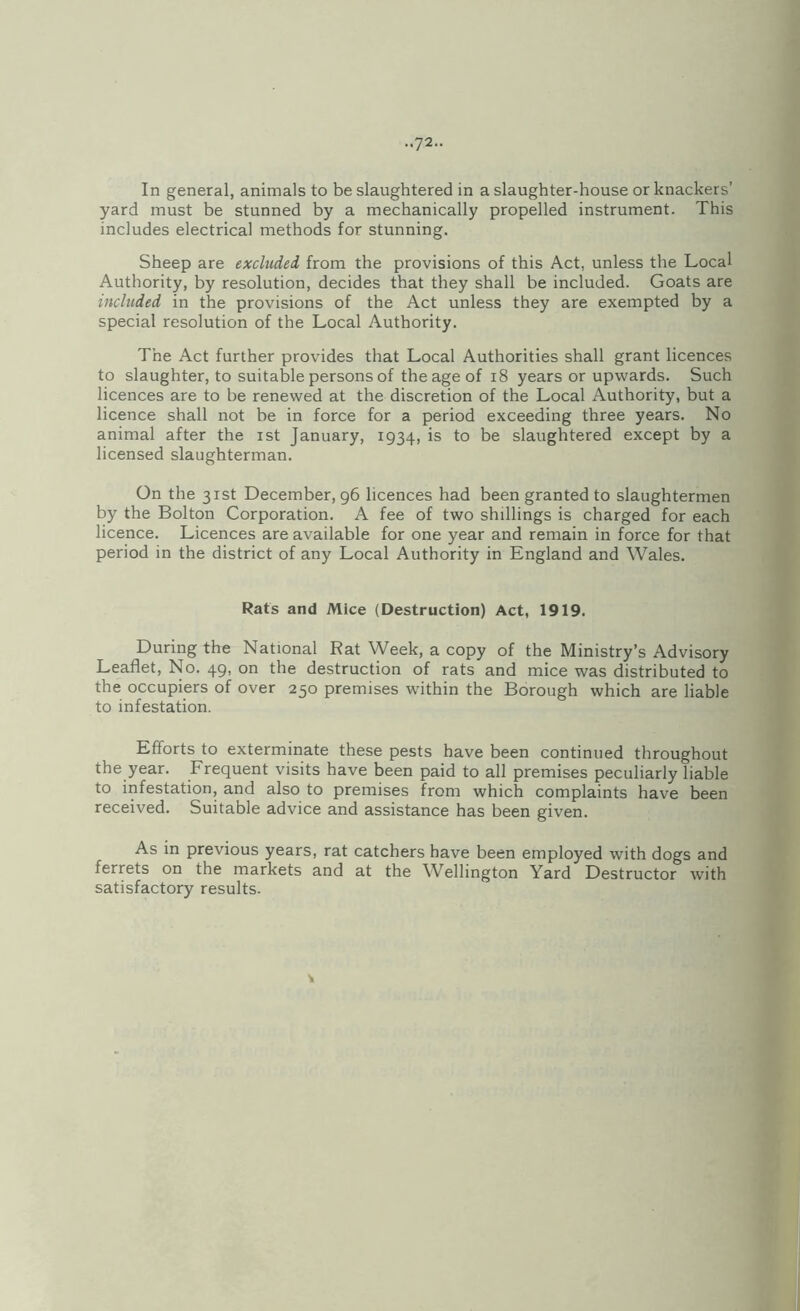 ..72..
In general, animals to be slaughtered in a slaughter-house or knackers'
yard must be stunned by a mechanically propelled instrument. This
includes electrical methods for stunning.
Sheep are excluded from the provisions of this Act, unless the Local
Authority, by resolution, decides that they shall be included. Goats are
included in the provisions of the Act unless they are exempted by a
special resolution of the Local Authority.
The Act further provides that Local Authorities shall grant licences
to slaughter, to suitable persons of the age of 18 years or upwards. Such
licences are to be renewed at the discretion of the Local Authority, but a
licence shall not be in force for a period exceeding three years. No
animal after the 1st January, 1934, is to be slaughtered except by a
licensed slaughterman.
On the 31st December, 96 licences had been granted to slaughtermen
by the Bolton Corporation. A fee of two shillings is charged for each
licence. Licences are available for one year and remain in force for that
period in the district of any Local Authority in England and Wales.
Rats and Mice (Destruction) Act, 1919.
During the National Rat Week, a copy of the Ministry's Advisory
Leaflet, No. 49, on the destruction of rats and mice was distributed to
the occupiers of over 250 premises within the Borough which are liable
to infestation.
Efforts to exterminate these pests have been continued throughout
the year. Frequent visits have been paid to all premises peculiarly liable
to infestation, and also to premises from which complaints have been
received. Suitable advice and assistance has been given.
As in previous years, rat catchers have been employed with dogs and
ferrets on the markets and at the Wellington Yard Destructor with
satisfactory results.